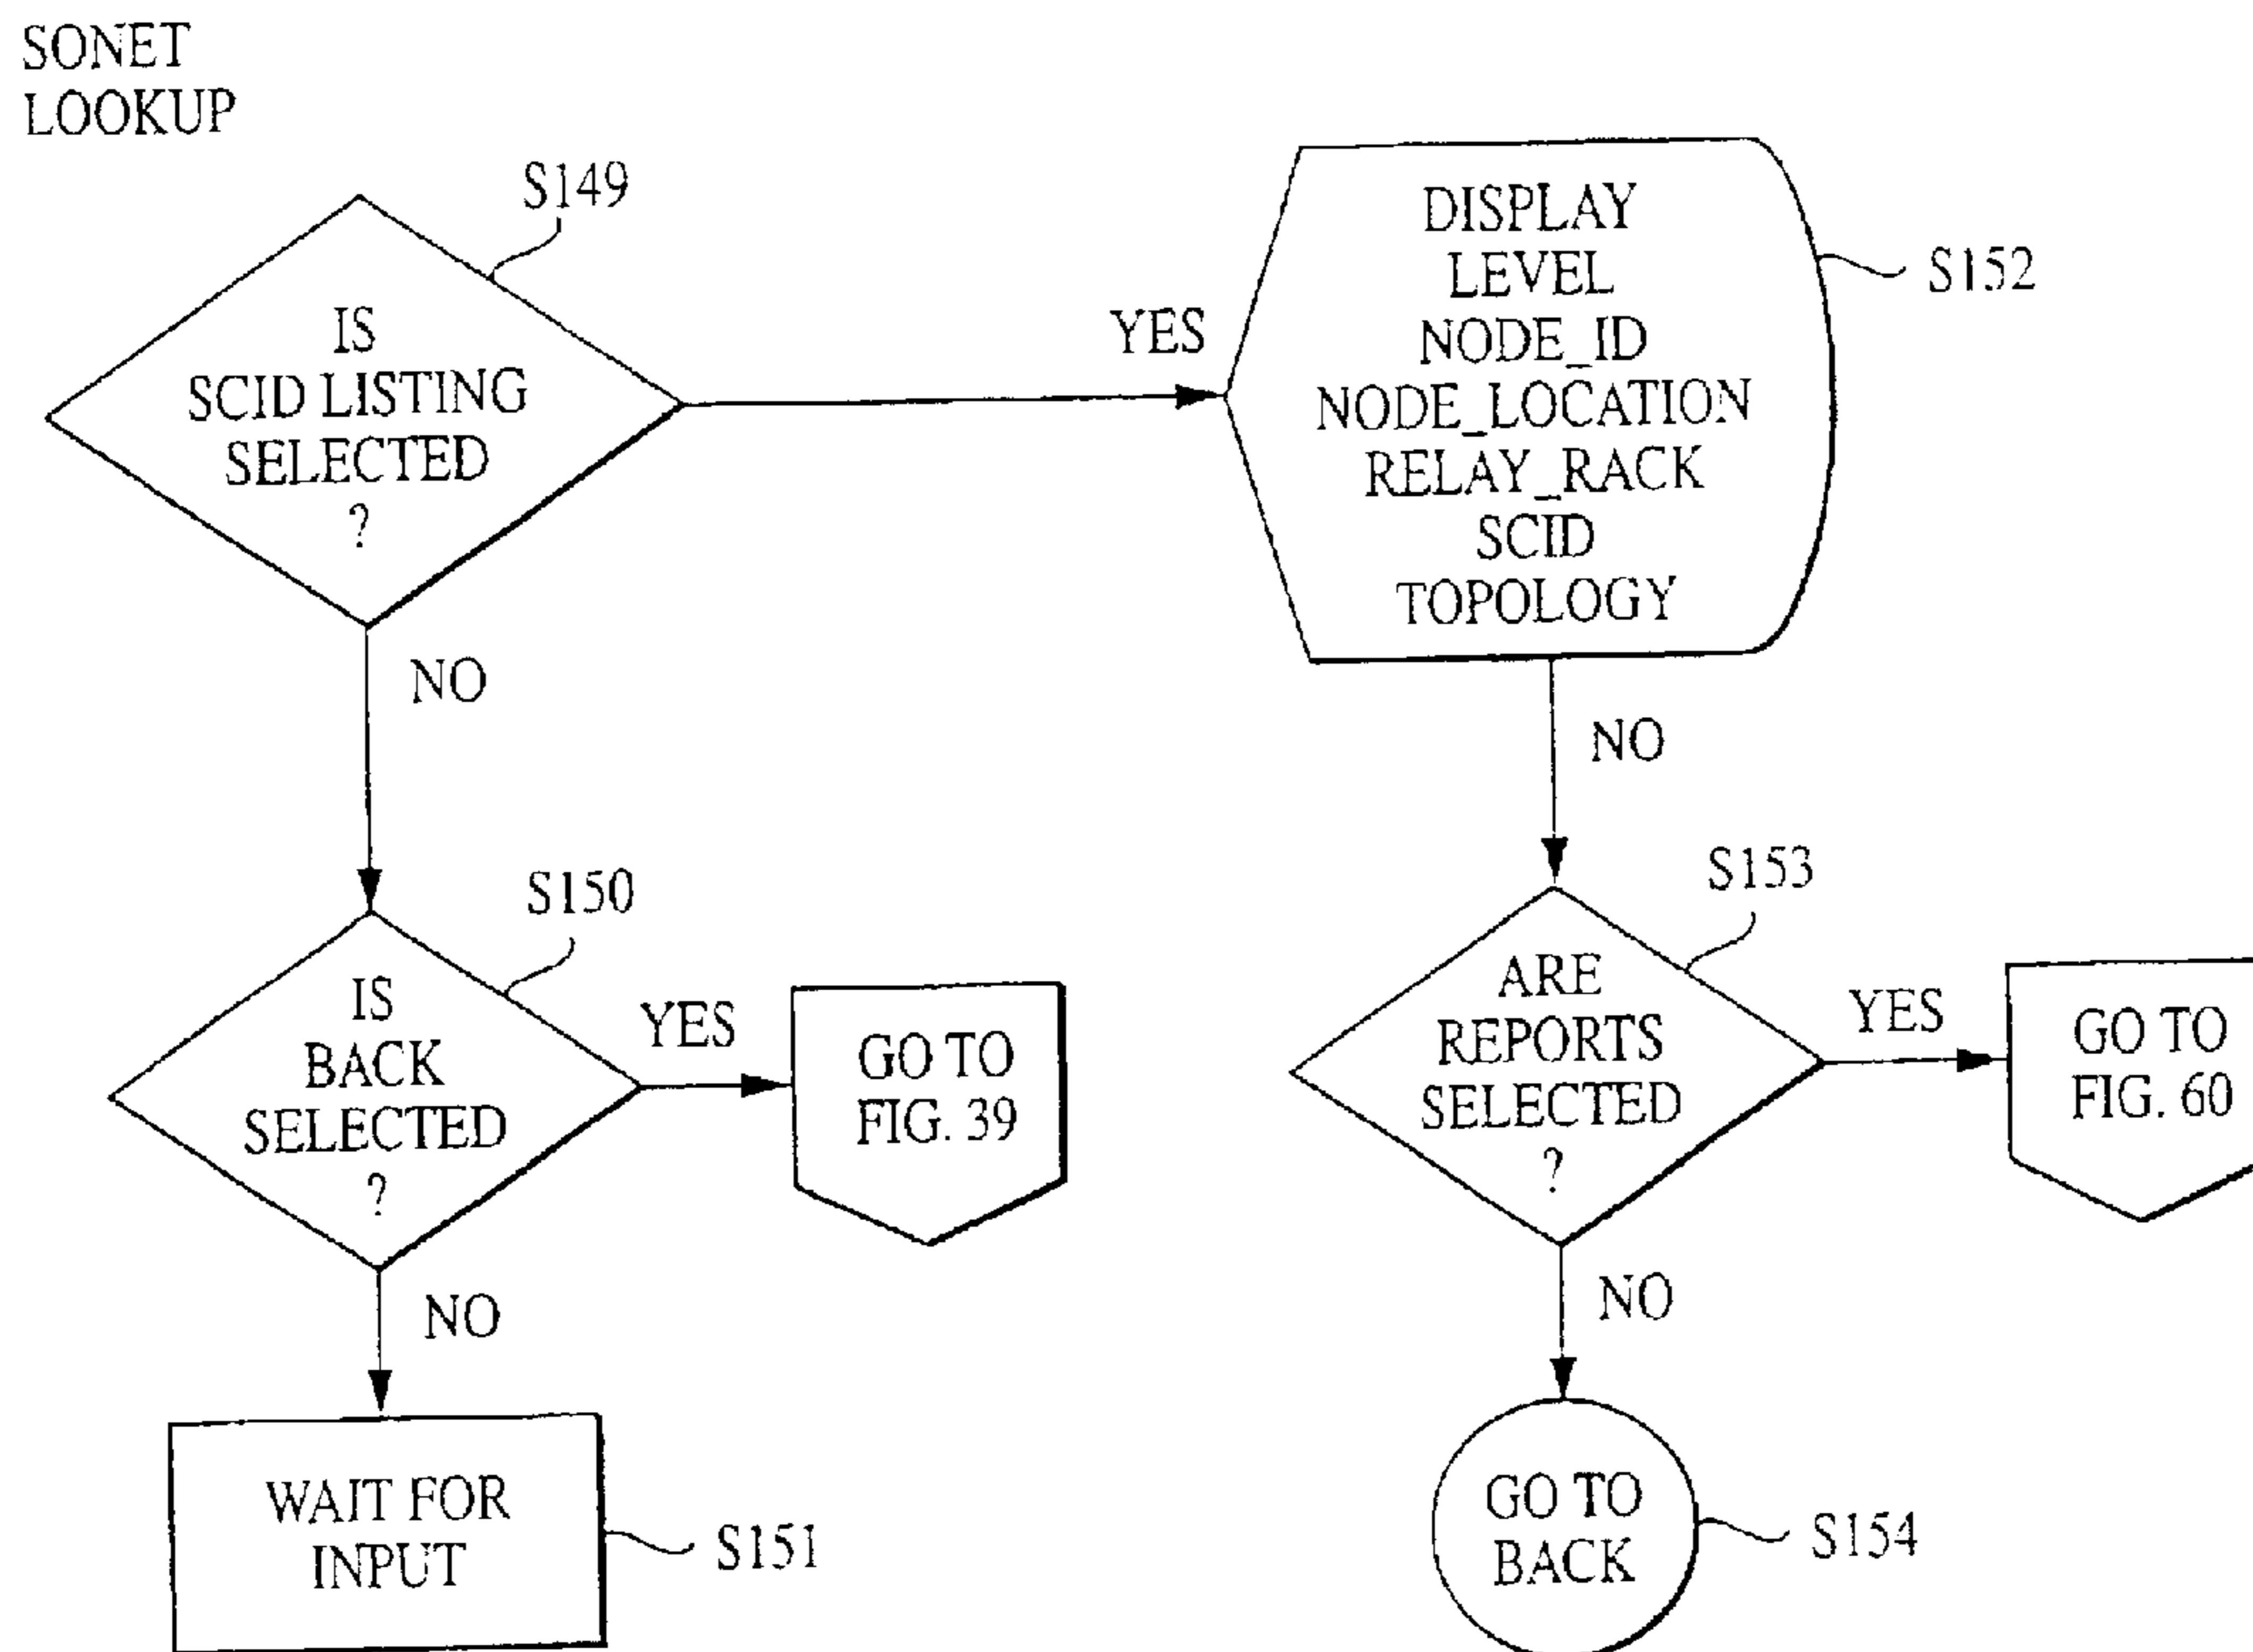 SONET
LOOKUP
S149
IS
SCID LISTING
SELECTED
?
YES
DISPLAY
LEVEL
NODE_ID
NODE_LOCATION
RELAY_RACK
SCID
TOPOLOGY
S152
NO
NO
S150
IS
BACK
SELECTED
?
YES
GO TO
FIG. 39
S153
ARE
REPORTS
SELECTED
?
YES
GO TO
FIG. 60
NO
WAIT FOR
INPUT
S151
NO
GO TO
BACK
S154